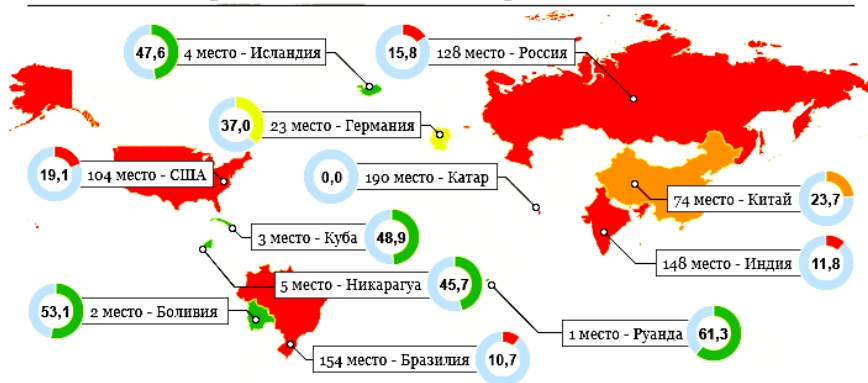 47,6 4 место - Исландия
15,8 128 место - Россия
37,0 23 место - Германия
19,1 104 место - США
0,0 190 место - Катар
74 место - Китай 23,7
3 место - Куба 48,9
148 место - Индия 11,8
5 место - Никарагуа 45,7
53,1 2 место - Боливия
1 место - Руанда 61,3
154 место - Бразилия 10,7